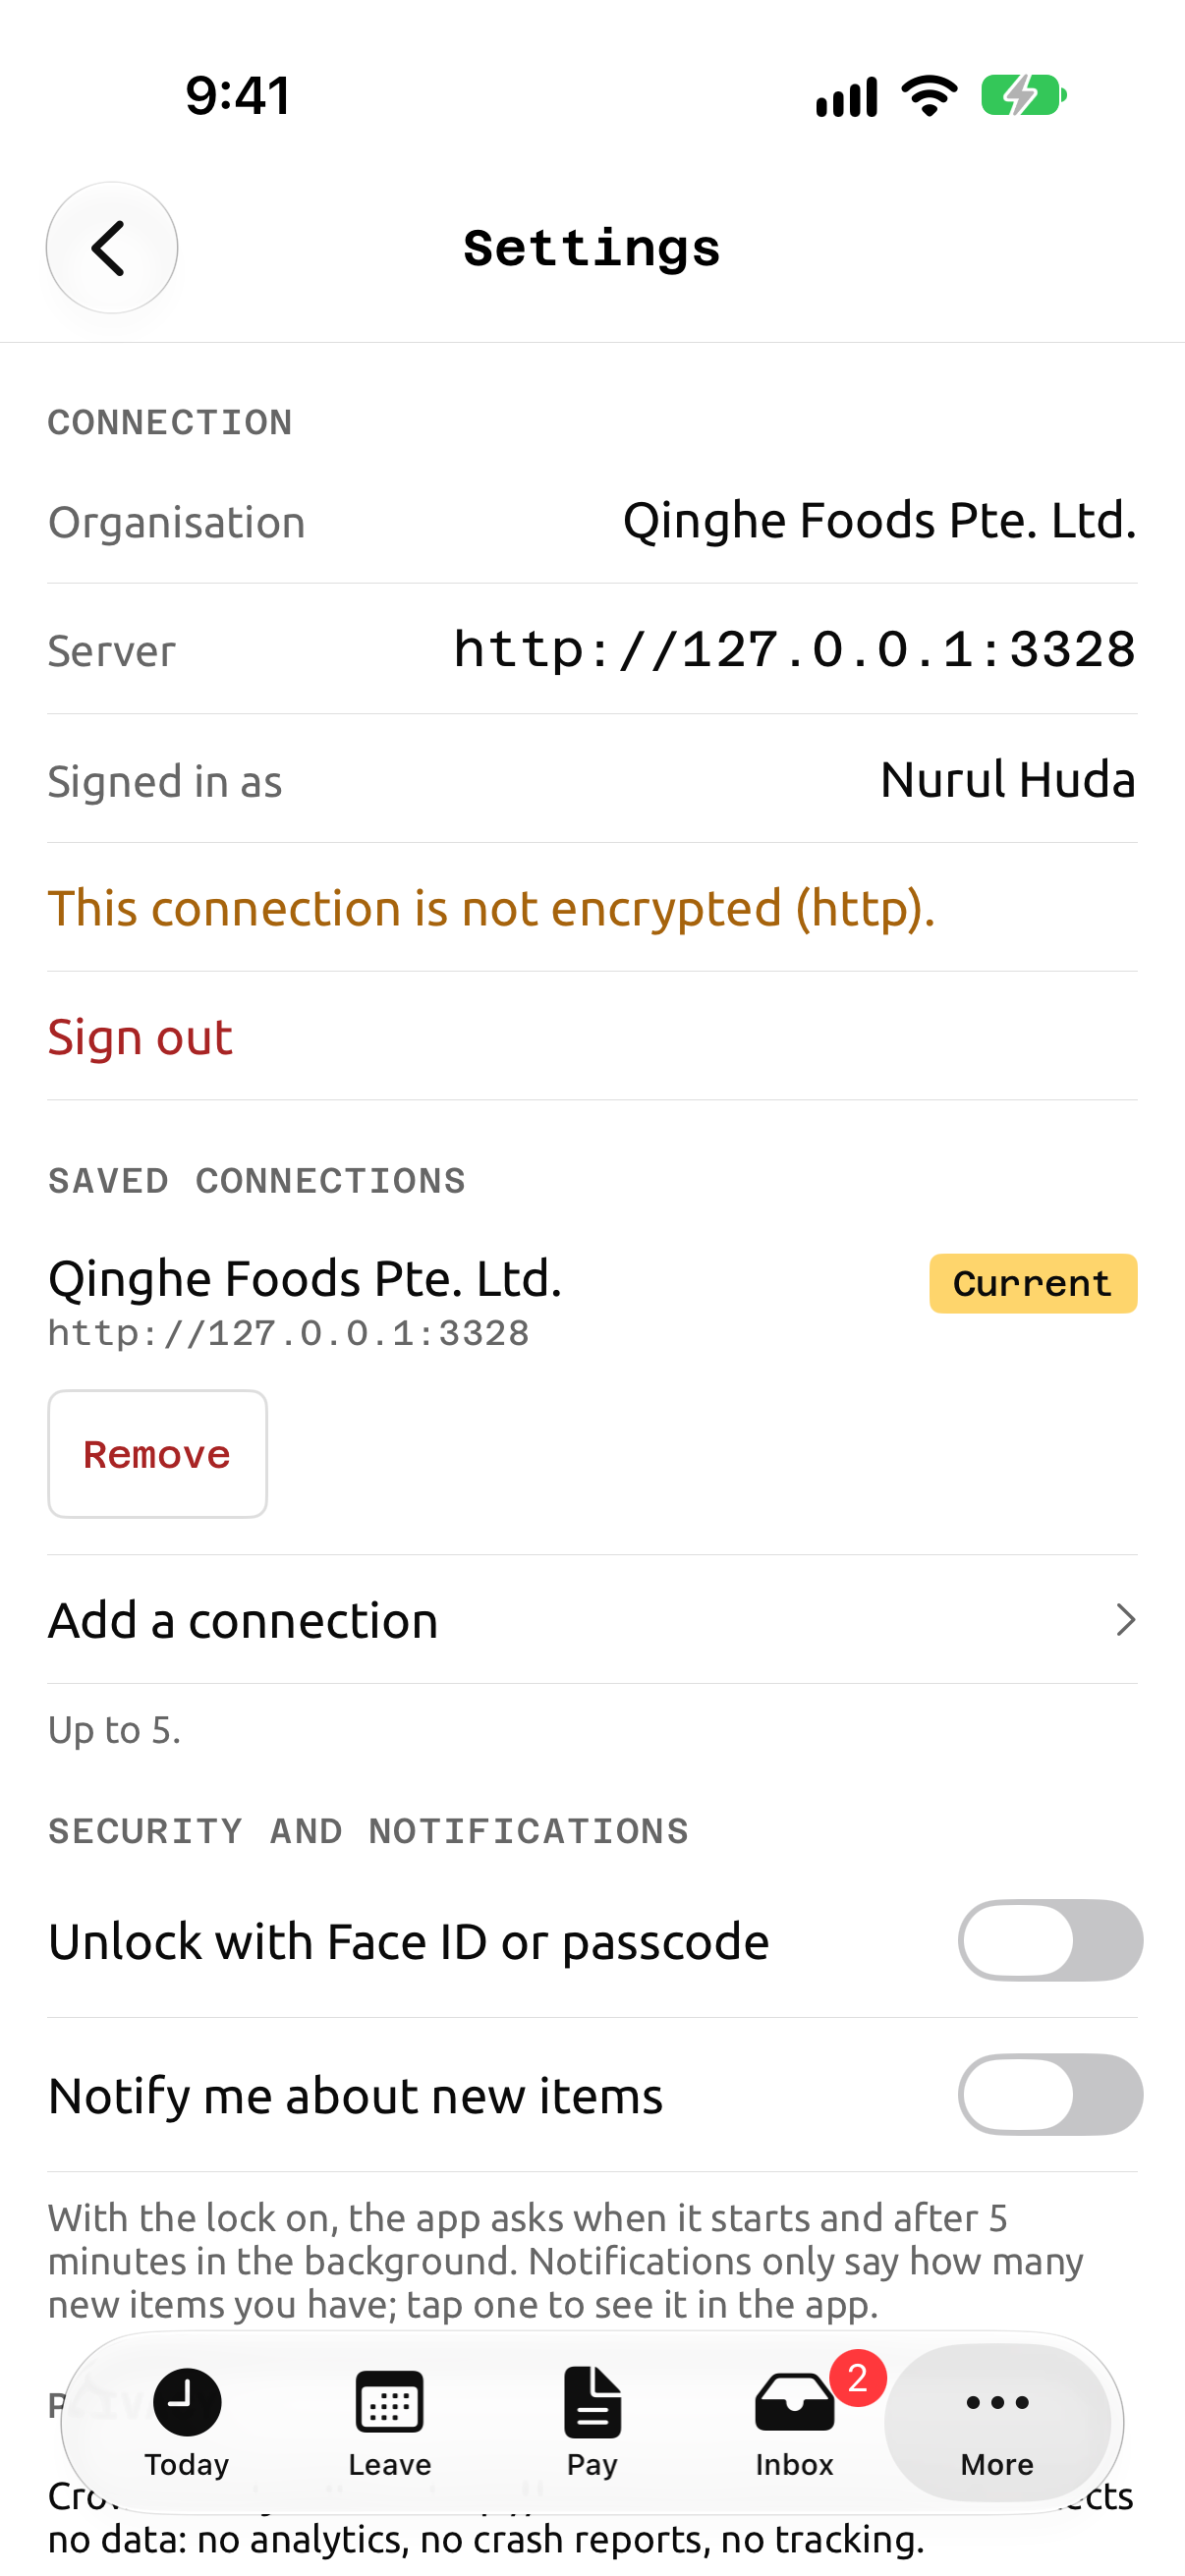 9:41
Settings
CONNECTION
Organisation
Qinghe Foods Pte. Ltd.
Server
http://127.0.0.1:3328
Signed in as
Nurul Huda
This connection is not encrypted (http).
Sign out
SAVED CONNECTIONS
Qinghe Foods Pte. Ltd.
Current
http://127.0.0.1:3328
Remove
Add a connection
Up to 5.
SECURITY AND NOTIFICATIONS
Unlock with Face ID or passcode
Notify me about new items
With the lock on, the app asks when it starts and after 5
minutes in the background. Notifications only say how many
new items you have; tap one to see it in the app.
2
Today
Leave
Pay
Inbox
More
no data: no analytics, no crash reports, no tracking.